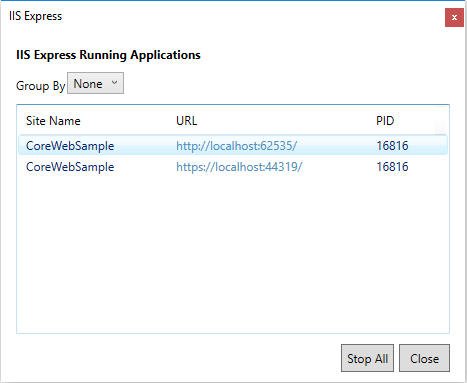 IIS Express
x
IIS Express Running Applications
Group By None
Site Name URL PID
CoreWebSample http://localhost:62535/ 16816
CoreWebSample https://localhost:44319/ 16816
Stop All Close